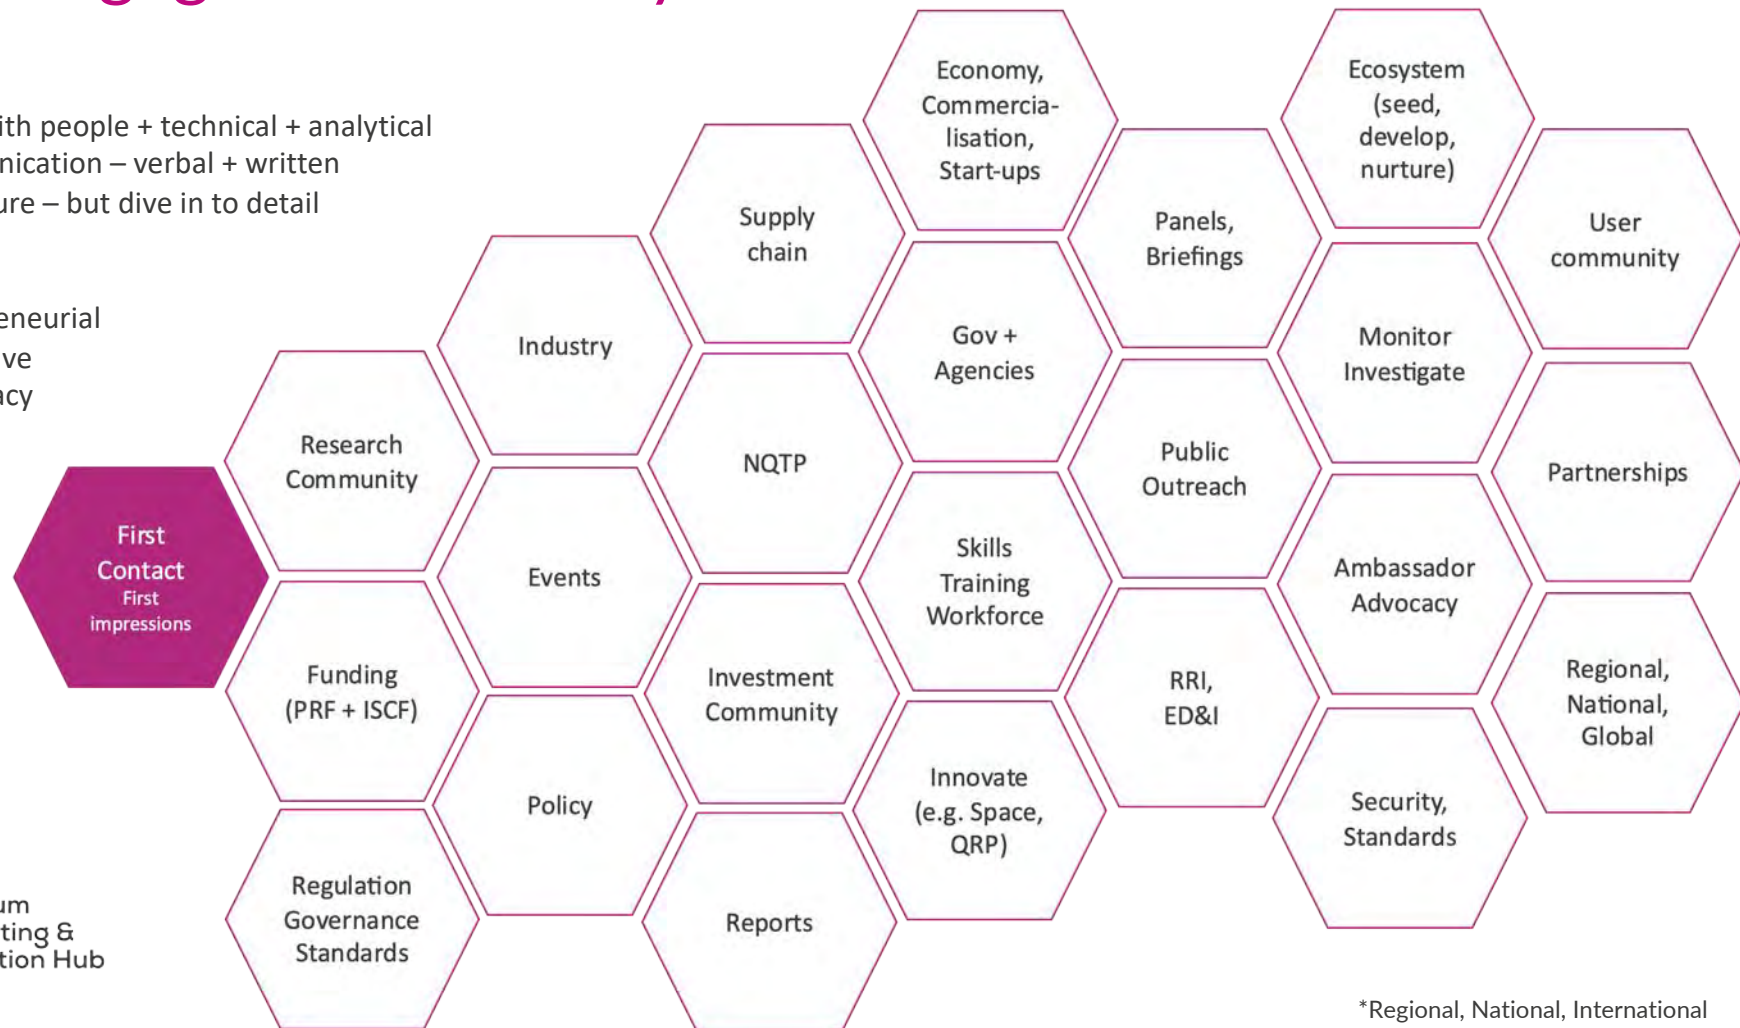 ith people + technical + analytical
nication – verbal + written
ure – but dive in to detail
eneurial
ve
acy
First
Contact
First
impressions
Research
Community
Funding
(PRF + ISCF)
Regulation
Governance
Standards
Industry
Events
Policy
Supply
chain
NQTP
Investment
Community
Reports
Economy,
Commercia-
lisation,
Start-ups
Gov +
Agencies
Skills
Training
Workforce
Innovate
(e.g. Space,
QRP)
Panels,
Briefings
Public
Outreach
RRI,
ED&I
Ecosystem
(seed,
develop,
nurture)
Monitor
Investigate
Ambassador
Advocacy
Security,
Standards
User
community
Partnerships
Regional,
National,
Global
um
ting &
tion Hub
*Regional, National, International